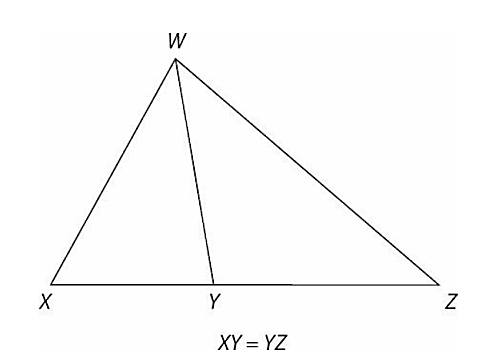 W
X Y Z
XY = YZ